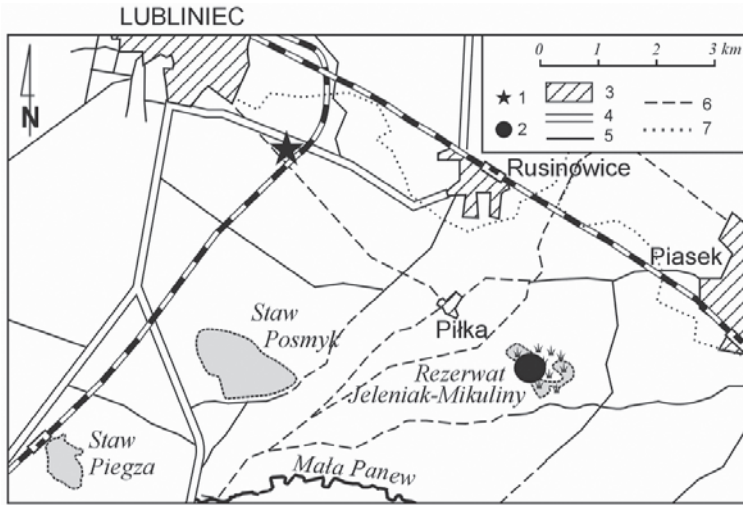 LUBLINIEC
0 1 2 3 km
1 3 4 5 6
2 7
N
Rusinowice
Piasek
Staw
Posmyk
Piłka
Rezerwat
Jeleniak-Mikuliny
Staw
Piegza
Mała Panew